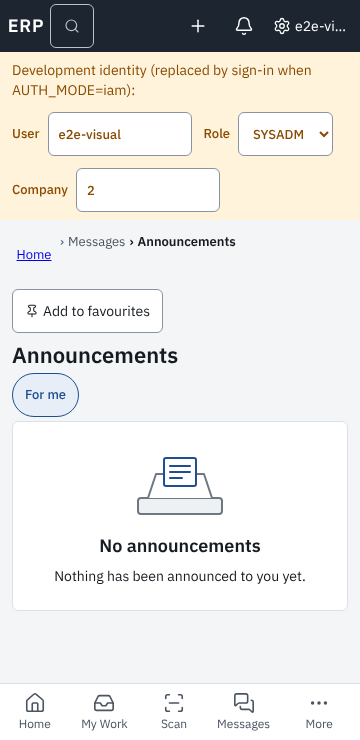 ERP e2e-vi...
Development identity (replaced by sign-in when
AUTH_MODE=iam):
User e2e-visual Role SYSADM
Company 2
Home › Messages › Announcements
Add to favourites
Announcements
For me
No announcements
Nothing has been announced to you yet.
Home My Work Scan Messages More